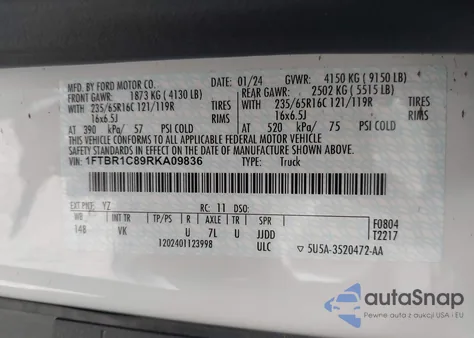 MFD. BY FORD MOTOR CO. 01/24 GVWR: 4150 KG ( 9150 LB)
FRONT GAWR: 1873 KG ( 4130 LB) REAR GAWR: 2502 KG ( 5515 LB)
WITH 235/65R16C 121/119R TIRES WITH 235/65R16C 121/119R TIRES
16x6.5J RIMS 16x6.5J RIMS
AT 390 kPa/ 57 PSI COLD AT 520 kPa/ 75 PSI COLD
THIS VEHICLE CONFORMS TO ALL APPLICABLE FEDERAL MOTOR VEHICLE
SAFETY STANDARDS IN EFFECT ON THE DATE OF MANUFACTURE SHOWN ABOVE.
VIN: 1FTBR1C89RKA09836 TYPE: Truck
EXT PC: YZ RC: 11 DSO:
WB INT TR TP/PS R AXLE TR SPR F0804
148 VK U 7L U JJDD T2217
1202401123998 ULC ▽ 5U5A-3520472-AA
autoSnap
Pewne auto z USA i EU